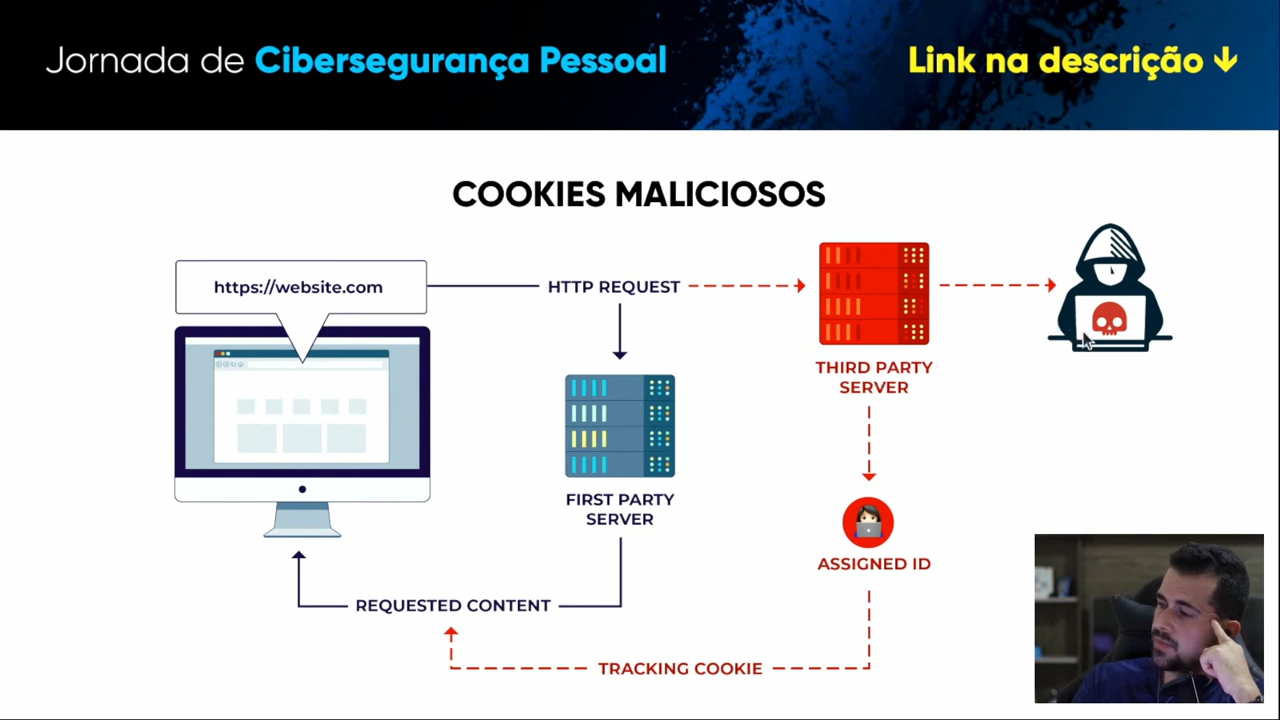 Jornada de Cibersegurança Pessoal
Link na descrição ↓
COOKIES MALICIOSOS
https://website.com
HTTP REQUEST
THIRD PARTY
SERVER
FIRST PARTY
SERVER
ASSIGNED ID
REQUESTED CONTENT
TRACKING COOKIE